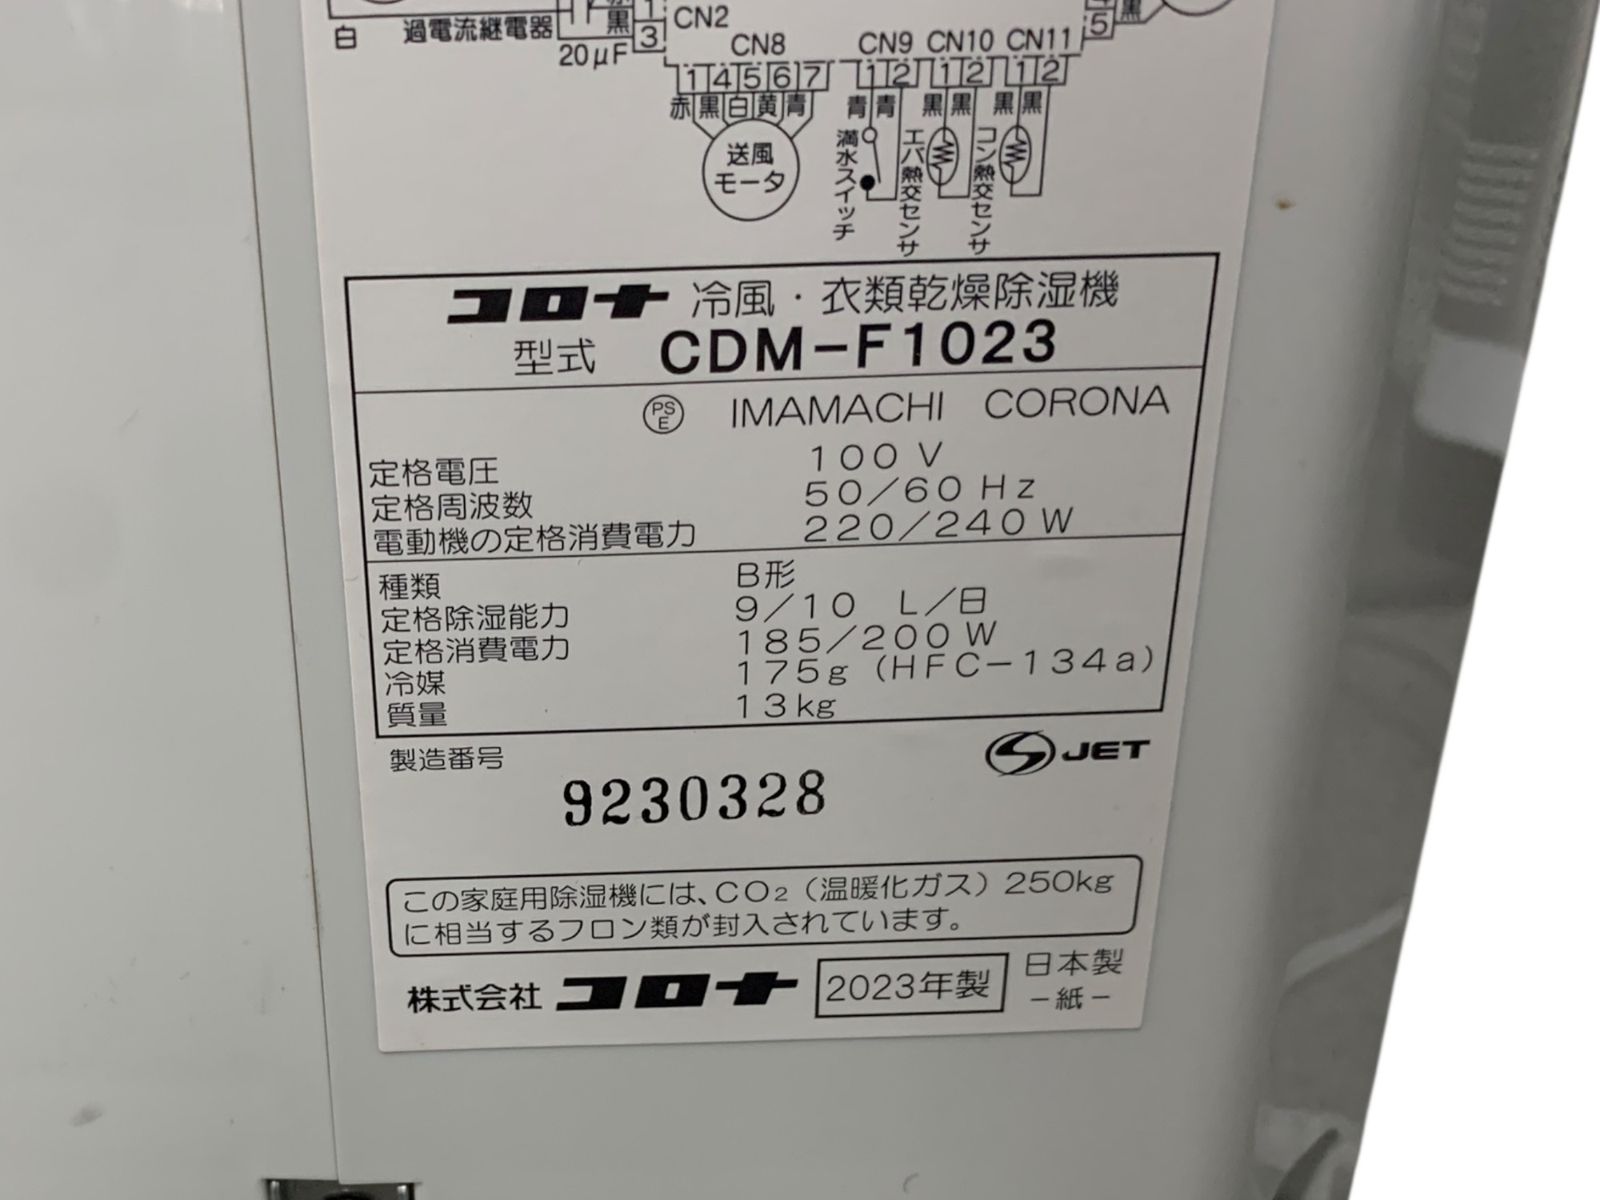 白
過電流継電器
20μF
黒
1
3
CN2
5
黒
CN8
CN9 CN10 CN11
1 4 5 6 7
1 2
1 2
1 2
赤 黒 白 黄 青
青 青
黒 黒
黒 黒
送風
モータ
満水スイッチ
エバ熱交センサ
コン熱交センサ
コロナ 冷風・衣類乾燥除湿機
型式 CDM-F1023
PSE IMAMACHI CORONA
定格電圧 100V
定格周波数 50/60Hz
電動機の定格消費電力 220/240W
種類 B形
定格除湿能力 9/10 L/日
定格消費電力 185/200W
冷媒 175g (HFC-134a)
質量 13kg
製造番号
JET
9230328
この家庭用除湿機には、CO₂(温暖化ガス)250kg
に相当するフロン類が封入されています。
株式会社 コロナ 2023年製 日本製
-紙-